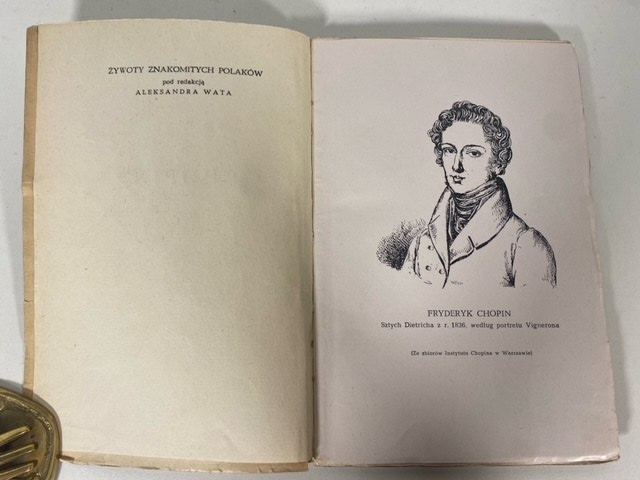 ŻYWOTY ZNAKOMITYCH POLAKÓW
pod redakcją
ALEKSANDRA WATA
FRYDERYK CHOPIN
Sztych Dietricha z r. 1836, według portretu Vignerona
(Ze zbiorów Instytutu Chopina w Warszawie)